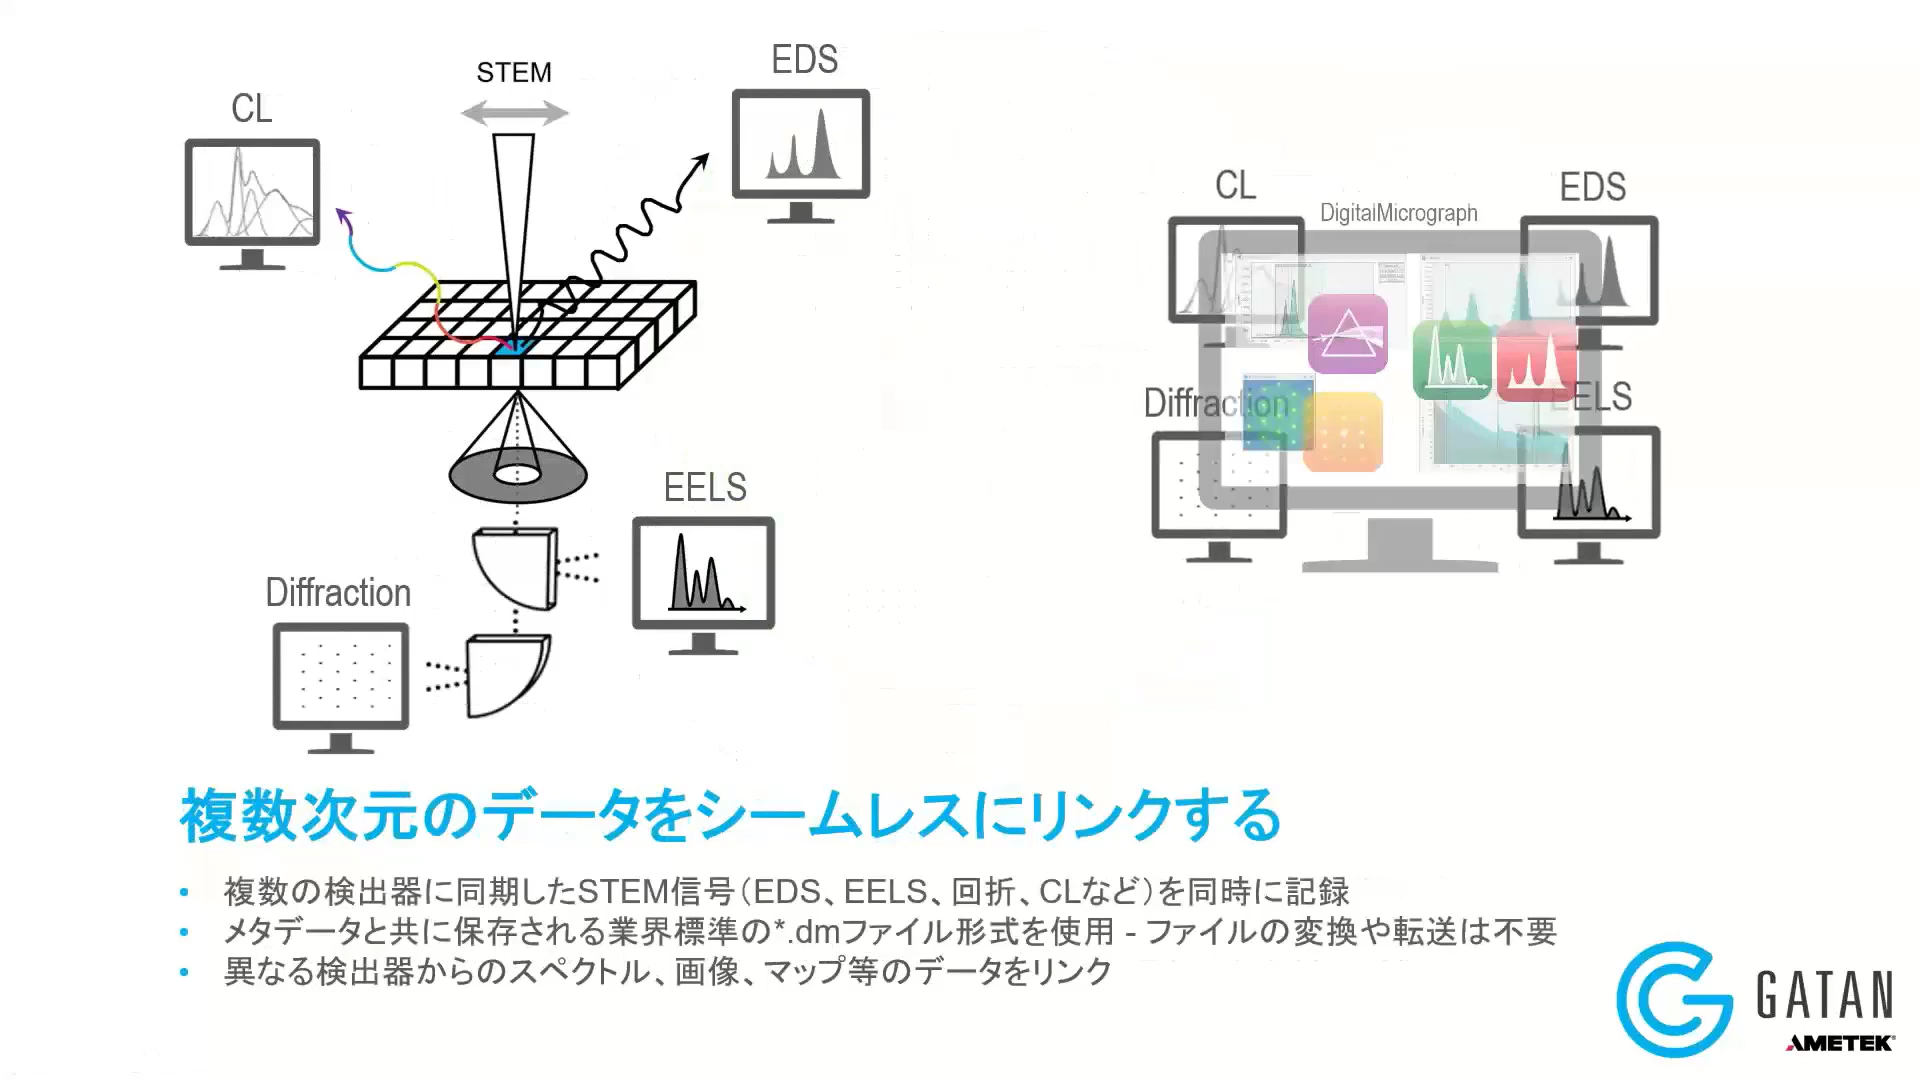 STEM
EDS
CL
EELS
Diffraction
CL
DigitalMicrograph
EDS
Diffraction
EELS
複数次元のデータをシームレスにリンクする
• 複数の検出器に同期したSTEM信号（EDS、EELS、回折、CLなど）を同時に記録
• メタデータと共に保存される業界標準の*.dmファイル形式を使用 - ファイルの変換や転送は不要
• 異なる検出器からのスペクトル、画像、マップ等のデータをリンク
GATAN
AMETEK®